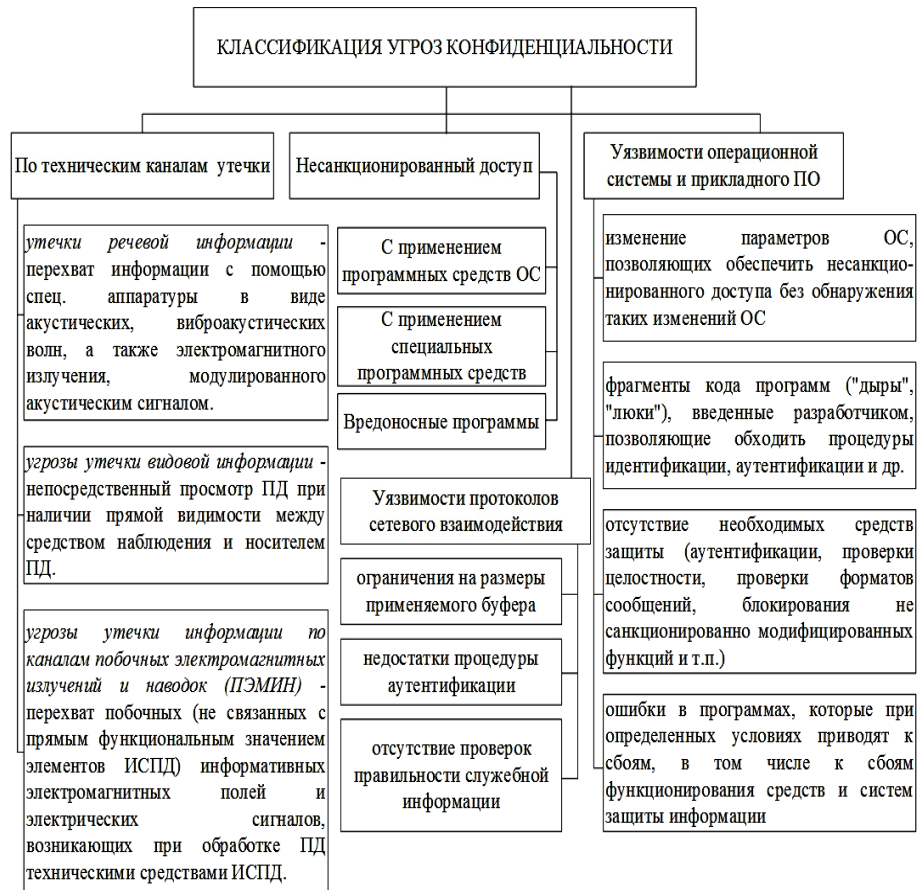 КЛАССИФИКАЦИЯ УГРОЗ КОНФИДЕНЦИАЛЬНОСТИ
По техническим каналам утечки
утечки речевой информации -
перехват информации с помощью
спец. аппаратуры в виде
акустических, виброакустических
волн, а также электромагнитного
излучения, модулированного
акустическим сигналом.
угрозы утечки видовой информации -
непосредственный просмотр ПД при
наличии прямой видимости между
средством наблюдения и носителем
ПД.
угрозы утечки информации по
каналам побочных электромагнитных
излучений и наводок (ПЭМИН) -
перехват побочных (не связанных с
прямым функциональным значением
элементов ИСПД) информативных
электромагнитных полей и
электрических сигналов,
возникающих при обработке ПД
техническими средствами ИСПД.
Несанкционированный доступ
С применением
программных средств ОС
С применением
специальных
программных средств
Вредоносные программы
Уязвимости протоколов
сетевого взаимодействия
ограничения на размеры
применяемого буфера
недостатки процедуры
аутентификации
отсутствие проверок
правильности служебной
информации
Уязвимости операционной
системы и прикладного ПО
изменение параметров ОС,
позволяющих обеспечить несанкцио-
нированного доступа без обнаружения
таких изменений ОС
фрагменты кода программ ("дыры",
"люки"), введенные разработчиком,
позволяющие обходить процедуры
идентификации, аутентификации и др.
отсутствие необходимых средств
защиты (аутентификации, проверки
целостности, проверки форматов
сообщений, блокирования не
санкционированно модифицированных
функций и т.п.)
ошибки в программах, которые при
определенных условиях приводят к
сбоям, в том числе к сбоям
функционирования средств и систем
защиты информации